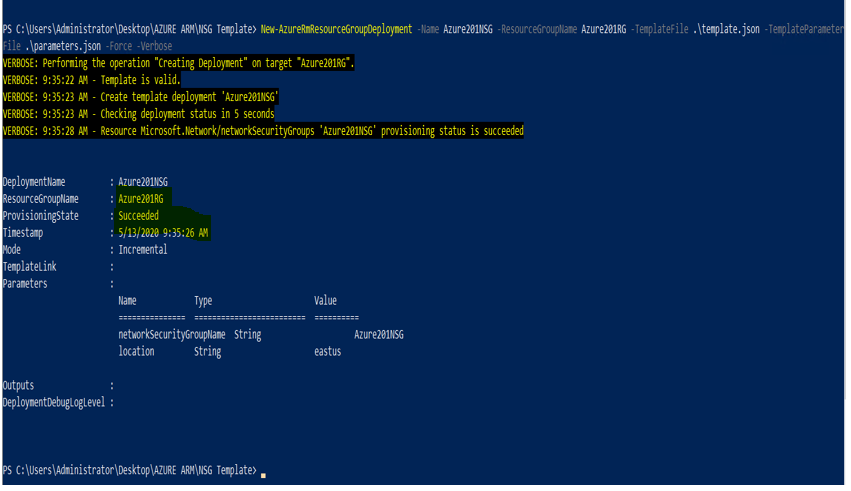 PS C:\Users\Administrator\Desktop\AZURE ARM\NSG Template> New-AzureRmResourceGroupDeployment -Name Azure201NSG -ResourceGroupName Azure201RG -TemplateFile .\template.json -TemplateParameter
File .\parameters.json -Force -Verbose
VERBOSE: Performing the operation "Creating Deployment" on target "Azure201RG".
VERBOSE: 9:35:22 AM - Template is valid.
VERBOSE: 9:35:23 AM - Create template deployment 'Azure201NSG'
VERBOSE: 9:35:23 AM - Checking deployment status in 5 seconds
VERBOSE: 9:35:28 AM - Resource Microsoft.Network/networkSecurityGroups 'Azure201NSG' provisioning status is succeeded
DeploymentName : Azure201NSG
ResourceGroupName : Azure201RG
ProvisioningState : Succeeded
Timestamp : 5/13/2020 9:35:26 AM
Mode : Incremental
TemplateLink :
Parameters :
Name Type Value
=============== ========================= ==========
networkSecurityGroupName String Azure201NSG
location String eastus
Outputs :
DeploymentDebugLogLevel :
PS C:\Users\Administrator\Desktop\AZURE ARM\NSG Template>